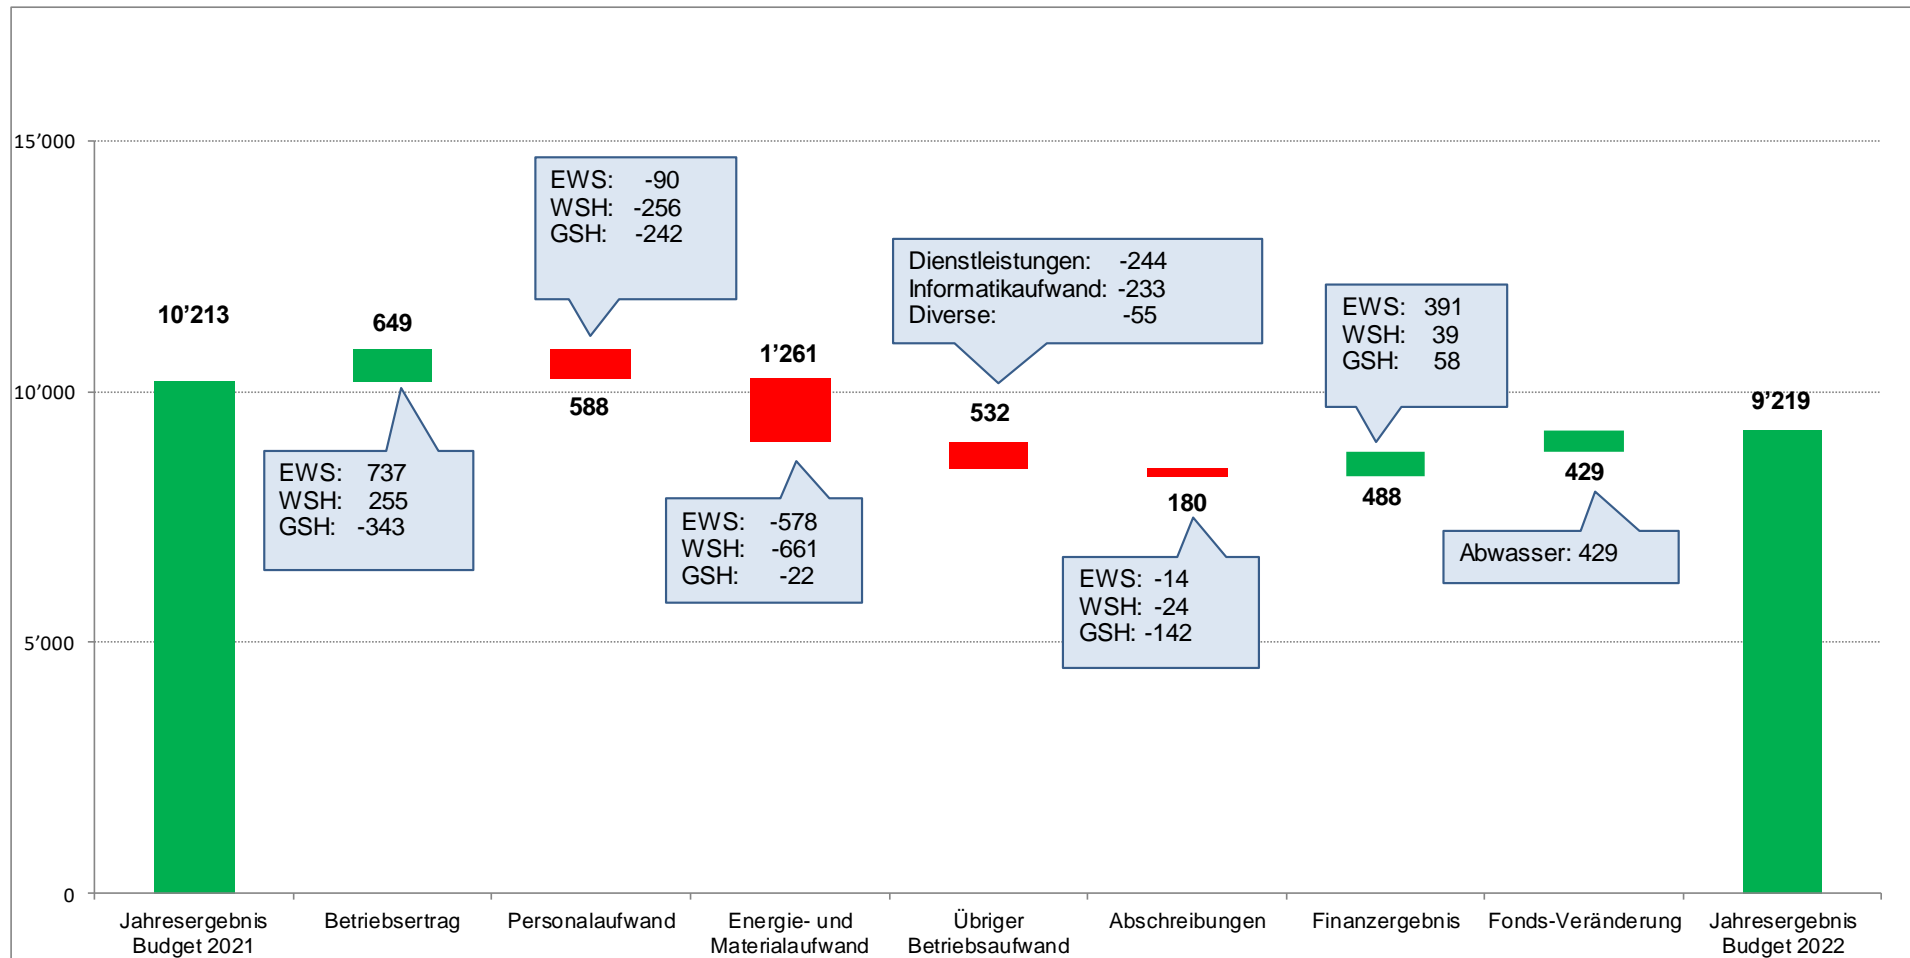 15’000
10’000
5’000
0
10’213
649
EWS: 737
WSH: 255
GSH: -343
EWS: -90
WSH: -256
GSH: -242
588
1’261
EWS: -578
WSH: -661
GSH: -22
Dienstleistungen: -244
Informatikaufwand: -233
Diverse: -55
532
180
EWS: -14
WSH: -24
GSH: -142
EWS: 391
WSH: 39
GSH: 58
488
429
Abwasser: 429
9’219
Jahresergebnis
Budget 2021
Betriebsertrag
Personalaufwand
Energie- und
Materialaufwand
Übriger
Betriebsaufwand
Abschreibungen
Finanzergebnis
Fonds-Veränderung
Jahresergebnis
Budget 2022